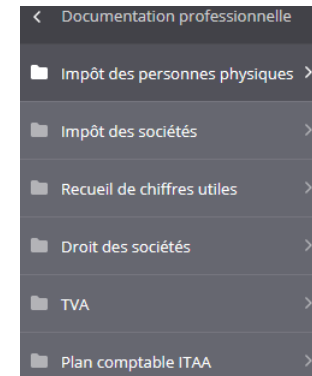 Documentation professionnelle
Impôt des personnes physiques
Impôt des sociétés
Recueil de chiffres utiles
Droit des sociétés
TVA
Plan comptable ITAA